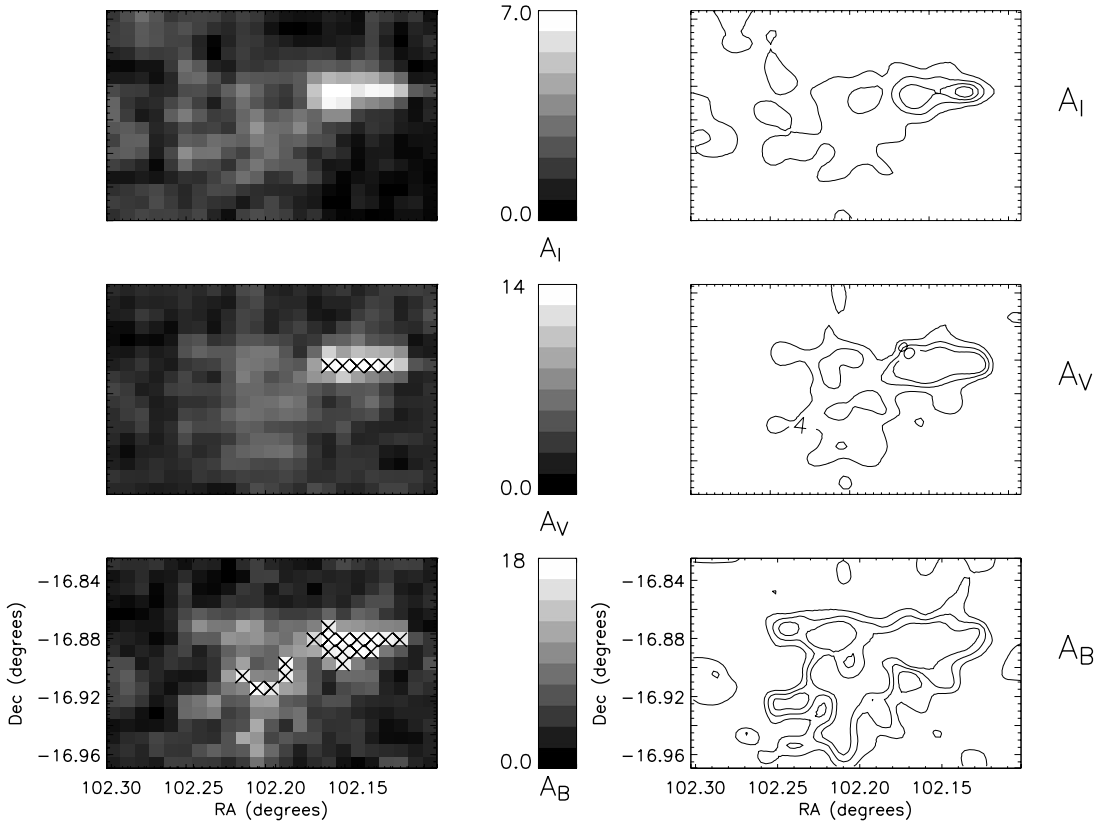 7.0
0.0
A_I
A_I
14
0.0
A_V
4
A_V
18
0.0
A_B
A_B
−16.84
−16.88
−16.92
−16.96
Dec (degrees)
102.30 102.25 102.20 102.15
RA (degrees)
−16.84
−16.88
−16.92
−16.96
Dec (degrees)
102.30 102.25 102.20 102.15
RA (degrees)